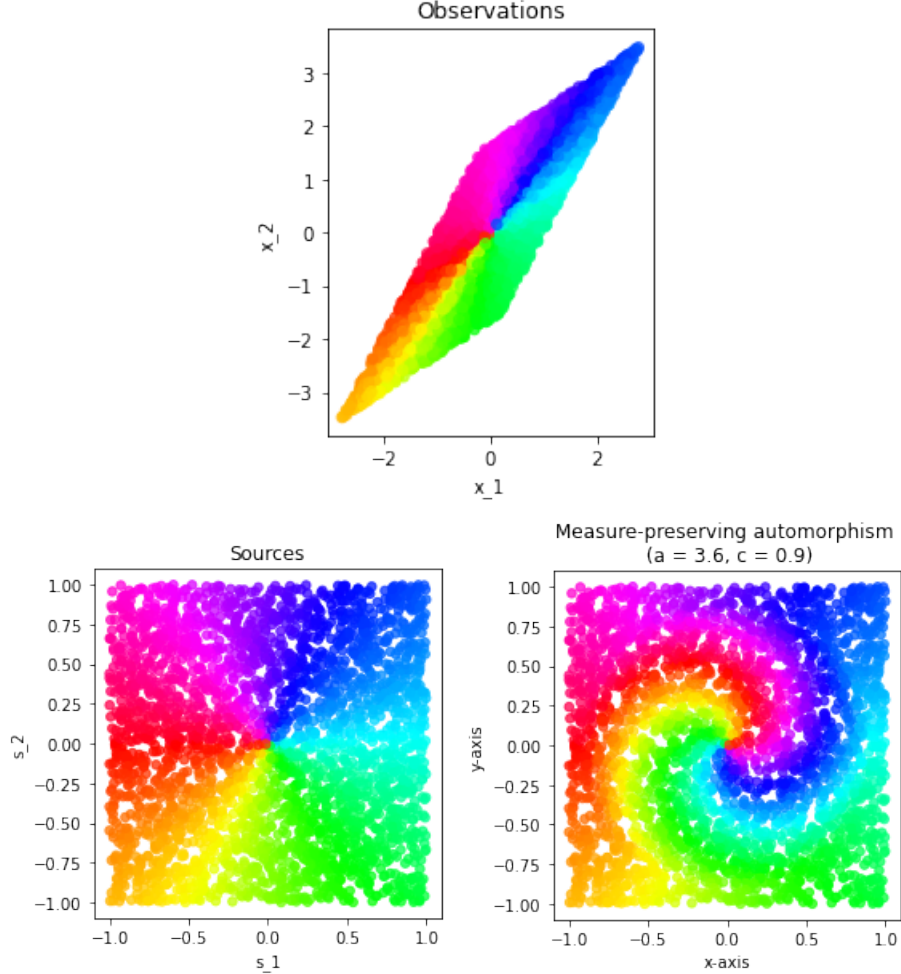 Observations
3
2
1
0
−1
−2
−3
x_2
−2 0 2
x_1
Sources
1.00
0.75
0.50
0.25
0.00
−0.25
−0.50
−0.75
−1.00
s_2
−1.0 −0.5 0.0 0.5 1.0
s_1
Measure-preserving automorphism
(a = 3.6, c = 0.9)
1.00
0.75
0.50
0.25
0.00
−0.25
−0.50
−0.75
−1.00
y-axis
−1.0 −0.5 0.0 0.5 1.0
x-axis